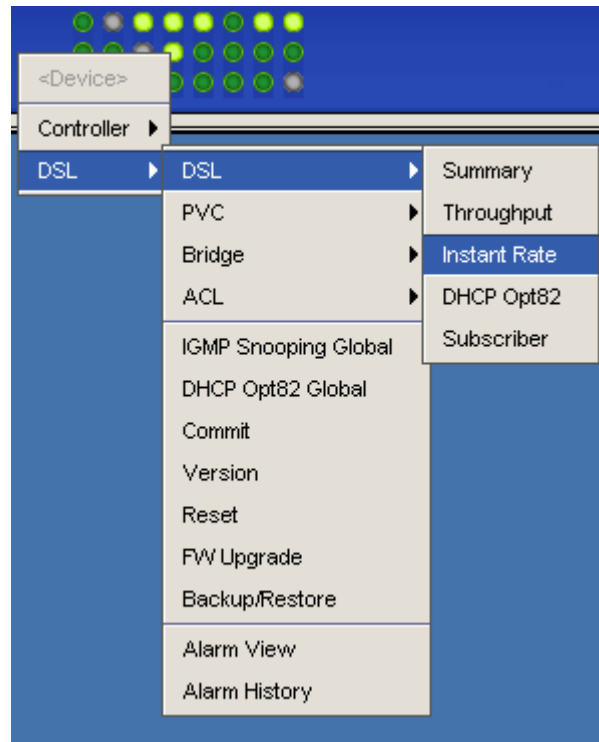 <Device>
Controller
DSL
DSL
PVC
Bridge
ACL
IGMP Snooping Global
DHCP Opt82 Global
Commit
Version
Reset
FW Upgrade
Backup/Restore
Alarm View
Alarm History
Summary
Throughput
Instant Rate
DHCP Opt82
Subscriber